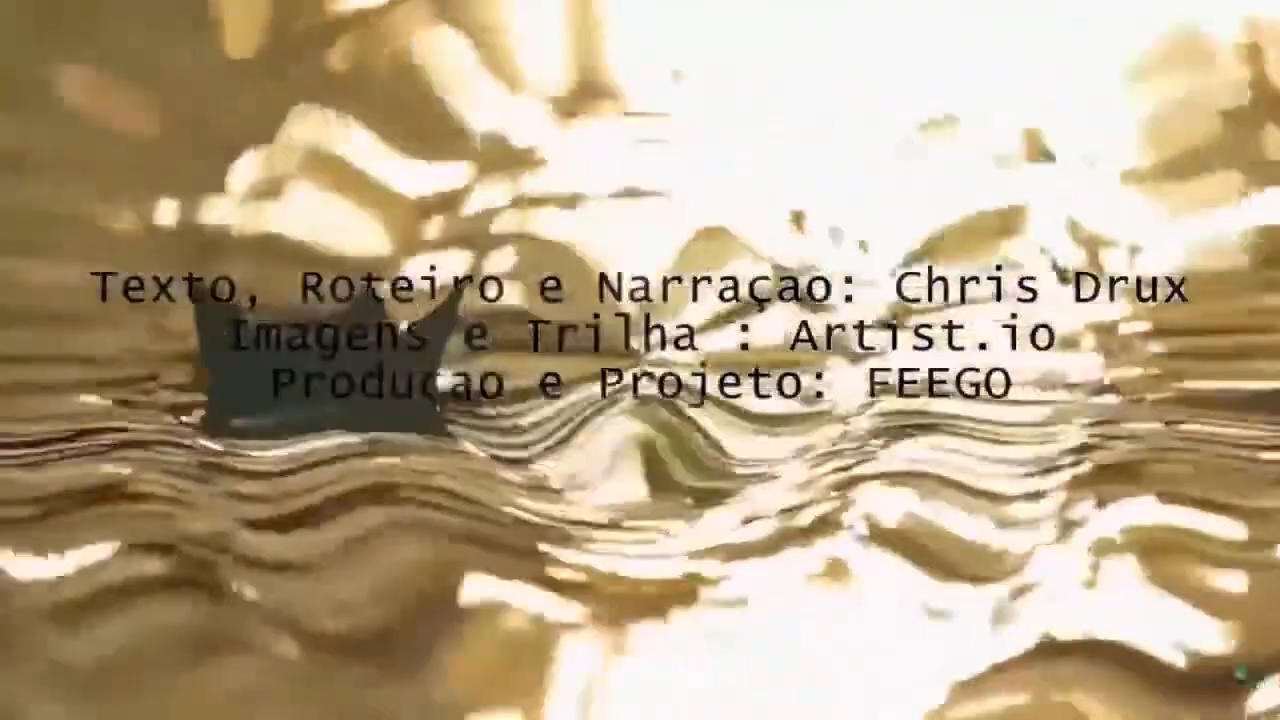 Texto, Roteiro e Narraçao: Chris Drux
Imagens e Trilha : Artist.io
Produçao e Projeto: FEEGO